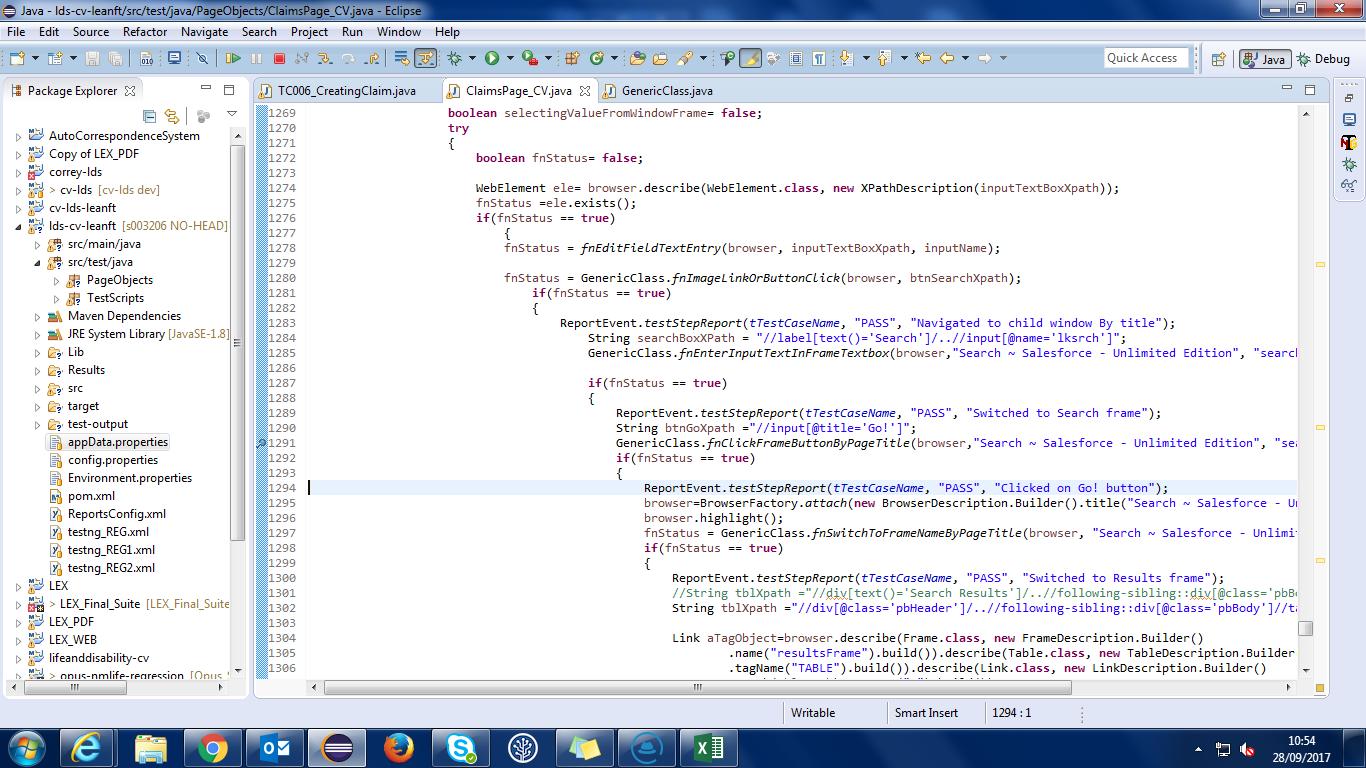 Java - lds-cv-leanft/src/test/java/PageObjects/ClaimsPage_CV.java - Eclipse
File Edit Source Refactor Navigate Search Project Run Window Help
Quick Access
Java
Debug
Package Explorer
TC006_CreatingClaim.java
ClaimsPage_CV.java
GenericClass.java
AutoCorrespondenceSystem
Copy of LEX_PDF
correy-lds
> cv-lds [cv-lds dev]
cv-lds-leanft
lds-cv-leanft [s003206 NO-HEAD]
src/main/java
src/test/java
PageObjects
TestScripts
Maven Dependencies
JRE System Library [JavaSE-1.8]
Lib
Results
src
target
test-output
appData.properties
config.properties
Environment.properties
pom.xml
ReportsConfig.xml
testng_REG.xml
testng_REG1.xml
testng_REG2.xml
LEX
> LEX_Final_Suite [LEX_Final_Suite
LEX_PDF
LEX_WEB
lifeanddisability-cv
> opus-nmlife-regression [Opus_
1269 boolean selectingValueFromWindowFrame= false;
1270 try
1271 {
1272 boolean fnStatus= false;
1273
1274 WebElement ele= browser.describe(WebElement.class, new XPathDescription(inputTextBoxXpath));
1275 fnStatus =ele.exists();
1276 if(fnStatus == true)
1277 {
1278 fnStatus = fnEditFieldTextEntry(browser, inputTextBoxXpath, inputName);
1279
1280 fnStatus = GenericClass.fnImageLinkOrButtonClick(browser, btnSearchXpath);
1281 if(fnStatus == true)
1282 {
1283 ReportEvent.testStepReport(tTestCaseName, "PASS", "Navigated to child window By title");
1284 String searchBoxXPath = "//label[text()='Search']/..//input[@name='lksrch']";
1285 GenericClass.fnEnterInputTextInFrameTextbox(browser,"Search ~ Salesforce - Unlimited Edition", "search
1286
1287 if(fnStatus == true)
1288 {
1289 ReportEvent.testStepReport(tTestCaseName, "PASS", "Switched to Search frame");
1290 String btnGoXpath ="//input[@title='Go!']";
1291 GenericClass.fnClickFrameButtonByPageTitle(browser,"Search ~ Salesforce - Unlimited Edition", "sea
1292 if(fnStatus == true)
1293 {
1294 ReportEvent.testStepReport(tTestCaseName, "PASS", "Clicked on Go! button");
1295 browser=BrowserFactory.attach(new BrowserDescription.Builder().title("Search ~ Salesforce - Un
1296 browser.highlight();
1297 fnStatus = GenericClass.fnSwitchToFrameNameByPageTitle(browser, "Search ~ Salesforce - Unlimit
1298 if(fnStatus == true)
1299 {
1300 ReportEvent.testStepReport(tTestCaseName, "PASS", "Switched to Results frame");
1301 //String tblXpath ="//div[text()='Search Results']/..//following-sibling::div[@class='pbBo
1302 String tblXpath ="//div[@class='pbHeader']/..//following-sibling::div[@class='pbBody']//ta
1303
1304 Link aTagObject=browser.describe(Frame.class, new FrameDescription.Builder()
1305 .name("resultsFrame").build()).describe(Table.class, new TableDescription.Builder
1306 .tagName("TABLE").build()).describe(Link.class, new LinkDescription.Builder()
Writable
Smart Insert
1294 : 1
10:54
28/09/2017